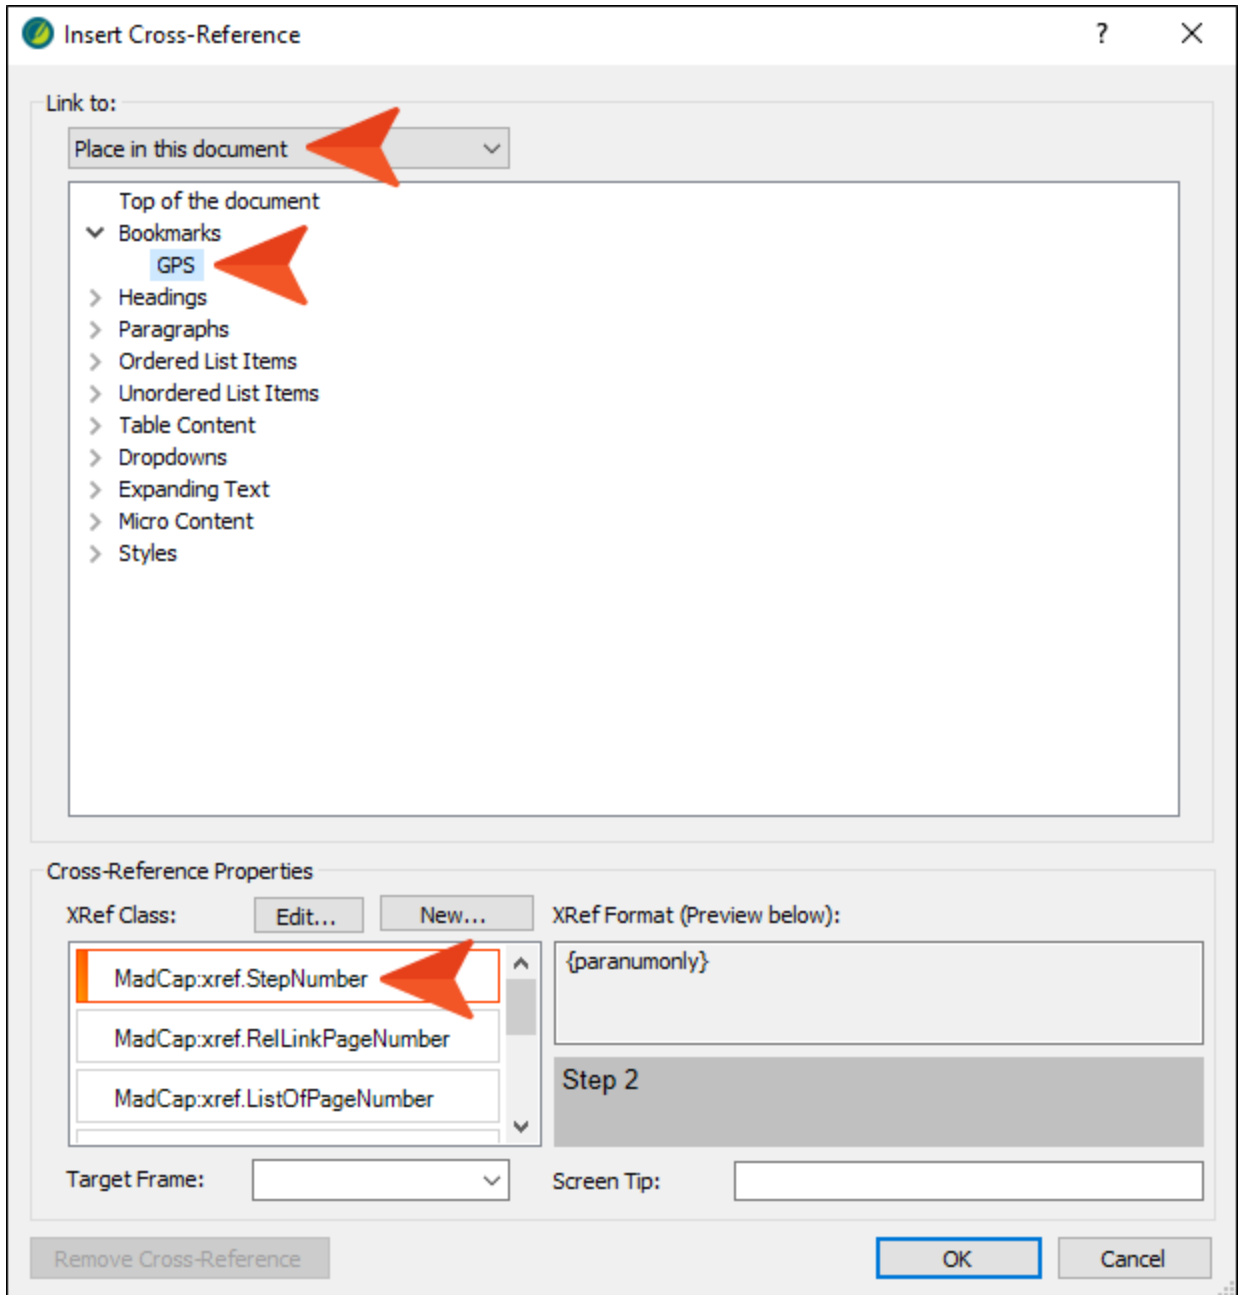 Insert Cross-Reference ?
Link to:
Place in this document
Top of the document
Bookmarks
GPS
Headings
Paragraphs
Ordered List Items
Unordered List Items
Table Content
Dropdowns
Expanding Text
Micro Content
Styles
Cross-Reference Properties
XRef Class: Edit... New... XRef Format (Preview below):
MadCap:xref.StepNumber {paranumonly}
MadCap:xref.RelLinkPageNumber
MadCap:xref.ListOfPageNumber Step 2
Target Frame: Screen Tip:
Remove Cross-Reference OK Cancel